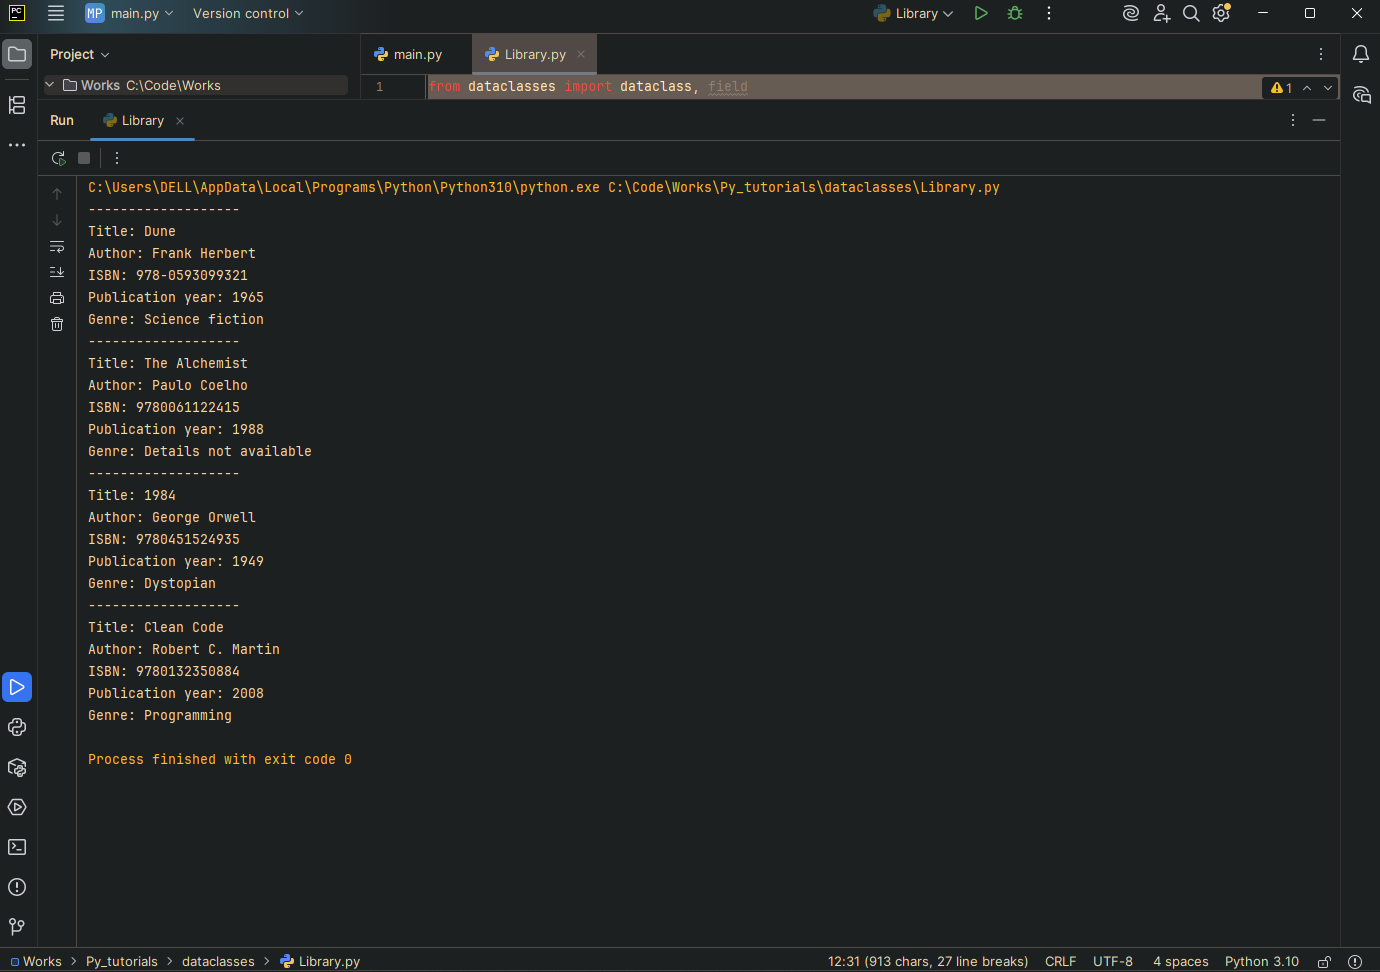 PC MP main.py Version control Library
Project main.py Library.py
Works C:\Code\Works 1 from dataclasses import dataclass, field 1
Run Library
C:\Users\DELL\AppData\Local\Programs\Python\Python310\python.exe C:\Code\Works\Py_tutorials\dataclasses\Library.py
-------------------
Title: Dune
Author: Frank Herbert
ISBN: 978-0593099321
Publication year: 1965
Genre: Science fiction
-------------------
Title: The Alchemist
Author: Paulo Coelho
ISBN: 9780061122415
Publication year: 1988
Genre: Details not available
-------------------
Title: 1984
Author: George Orwell
ISBN: 9780451524935
Publication year: 1949
Genre: Dystopian
-------------------
Title: Clean Code
Author: Robert C. Martin
ISBN: 9780132350884
Publication year: 2008
Genre: Programming
Process finished with exit code 0
Works > Py_tutorials > dataclasses > Library.py 12:31 (913 chars, 27 line breaks) CRLF UTF-8 4 spaces Python 3.10